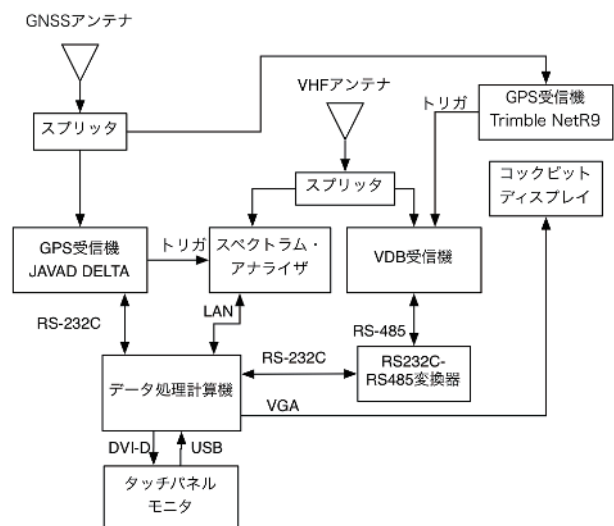 GNSSアンテナ
VHFアンテナ
スプリッタ
トリガ
GPS受信機
Trimble NetR9
コックビット
ディスプレイ
スプリッタ
GPS受信機
JAVAD DELTA
トリガ
スペクトラム・
アナライザ
VDB受信機
RS-232C
LAN
RS-485
データ処理計算機
RS-232C
RS232C-
RS485変換器
VGA
DVI-D
USB
タッチパネル
モニタ